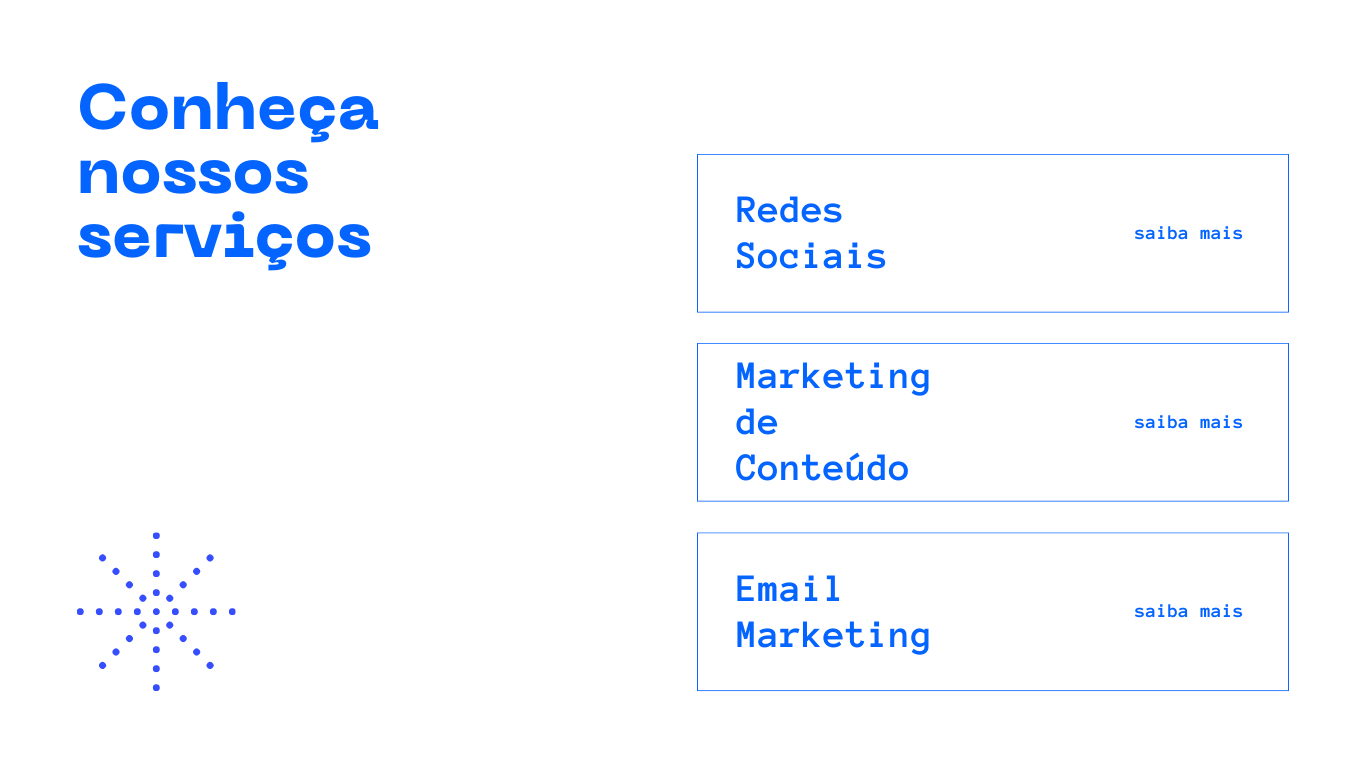 Conheça
nossos
serviços
Redes
Sociais
saiba mais
Marketing
de
Conteúdo
saiba mais
Email
Marketing
saiba mais